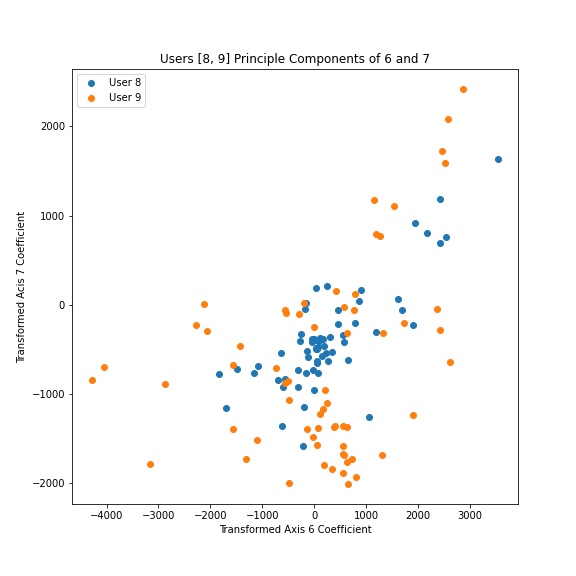 Users [8, 9] Principle Components of 6 and 7
User 8
User 9
Transformed Acis 7 Coefficient
2000
1000
0
−1000
−2000
−4000 −3000 −2000 −1000 0 1000 2000 3000
Transformed Axis 6 Coefficient